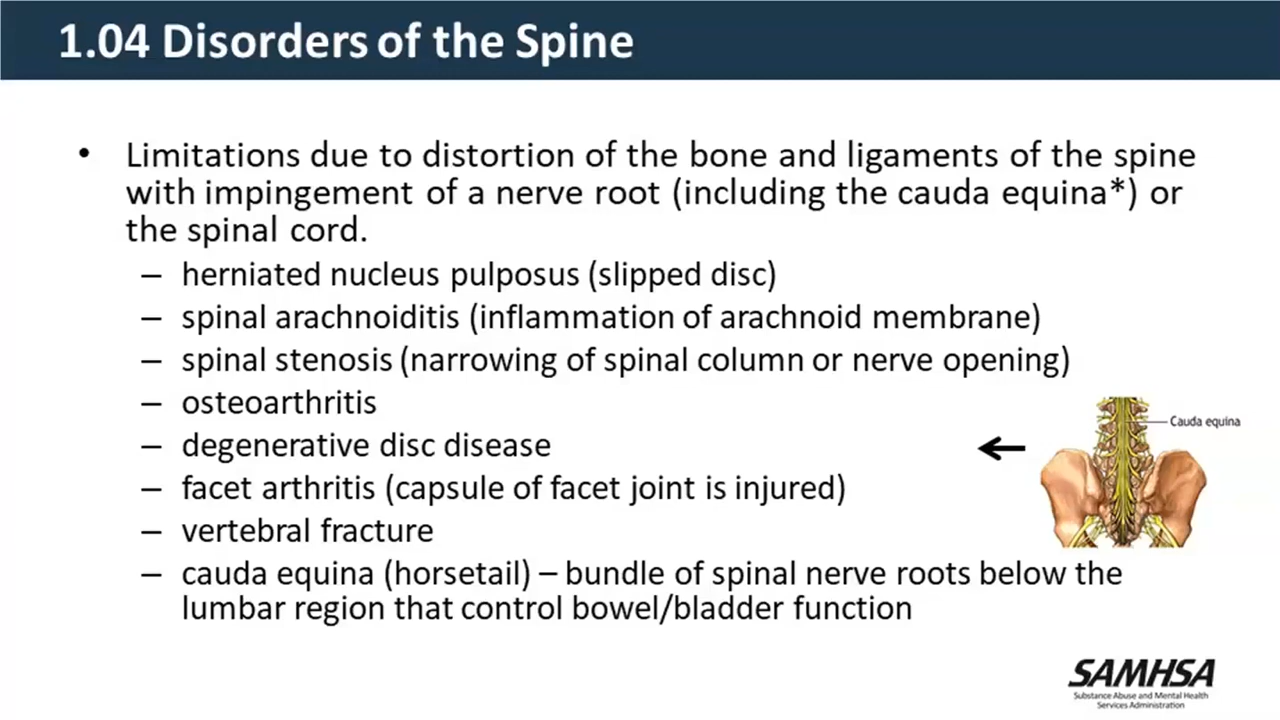 1.04 Disorders of the Spine
• Limitations due to distortion of the bone and ligaments of the spine
with impingement of a nerve root (including the cauda equina*) or
the spinal cord.
– herniated nucleus pulposus (slipped disc)
– spinal arachnoiditis (inflammation of arachnoid membrane)
– spinal stenosis (narrowing of spinal column or nerve opening)
– osteoarthritis
Cauda equina
– degenerative disc disease
– facet arthritis (capsule of facet joint is injured)
– vertebral fracture
– cauda equina (horsetail) – bundle of spinal nerve roots below the
lumbar region that control bowel/bladder function
SAMHSA
Substance Abuse and Mental Health
Services Administration